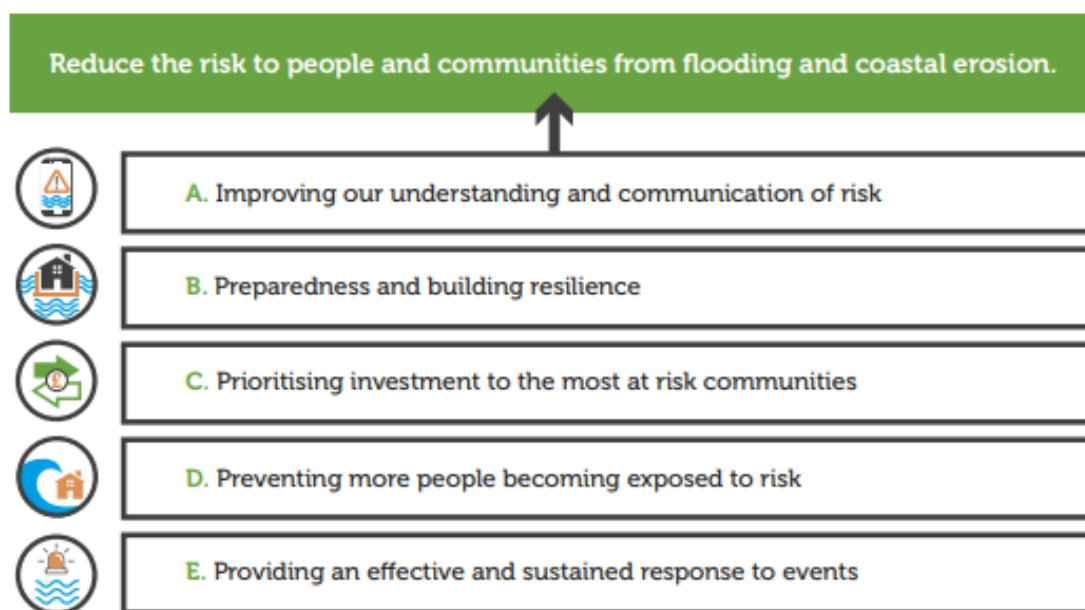 Reduce the risk to people and communities from flooding and coastal erosion.
A. Improving our understanding and communication of risk
B. Preparedness and building resilience
£
C. Prioritising investment to the most at risk communities
D. Preventing more people becoming exposed to risk
E. Providing an effective and sustained response to events